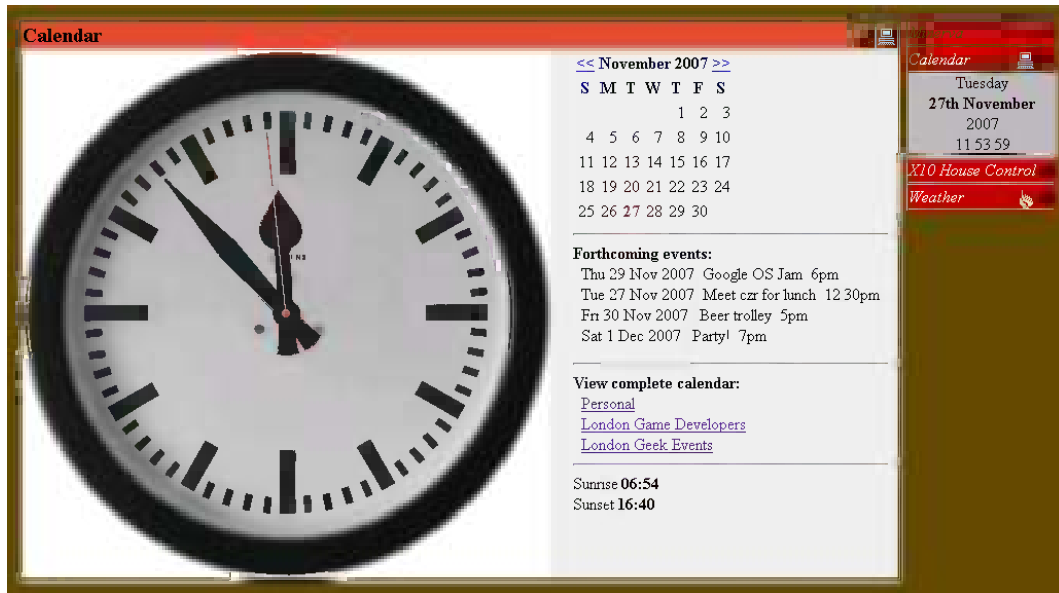 Calendar
<< November 2007 >>
S M T W T F S
1 2 3
4 5 6 7 8 9 10
11 12 13 14 15 16 17
18 19 20 21 22 23 24
25 26 27 28 29 30
Forthcoming events:
Thu 29 Nov 2007 Google OS Jam 6pm
Tue 27 Nov 2007 Meet czr for lunch 12 30pm
Fri 30 Nov 2007 Beer trolley 5pm
Sat 1 Dec 2007 Party! 7pm
View complete calendar:
Personal
London Game Developers
London Geek Events
Sunrise 06:54
Sunset 16:40
Calendar
Tuesday
27th November
2007
11 53 59
X10 House Control
Weather